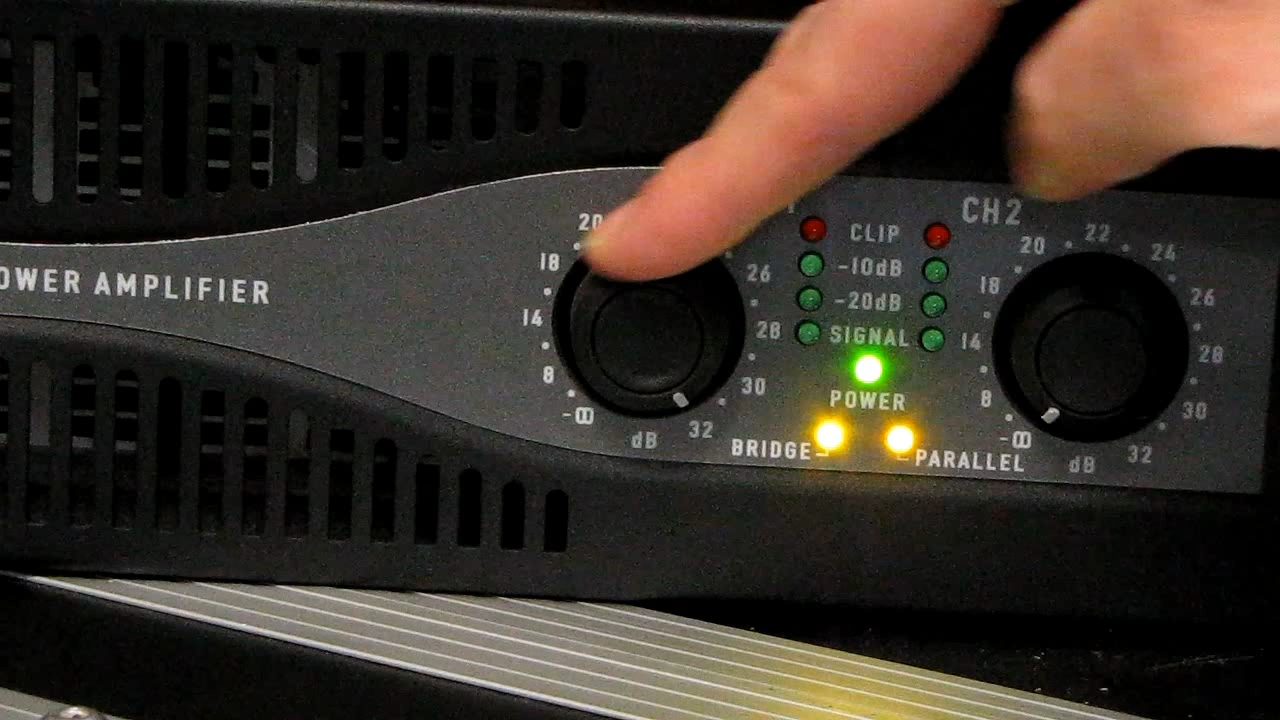 OWER AMPLIFIER
20
18
14
8
-∞
dB
26
28
30
32
CLIP
-10dB
-20dB
SIGNAL
POWER
BRIDGE
PARALLEL
CH2
22
20
24
18
26
14
28
8
30
-∞
dB
32